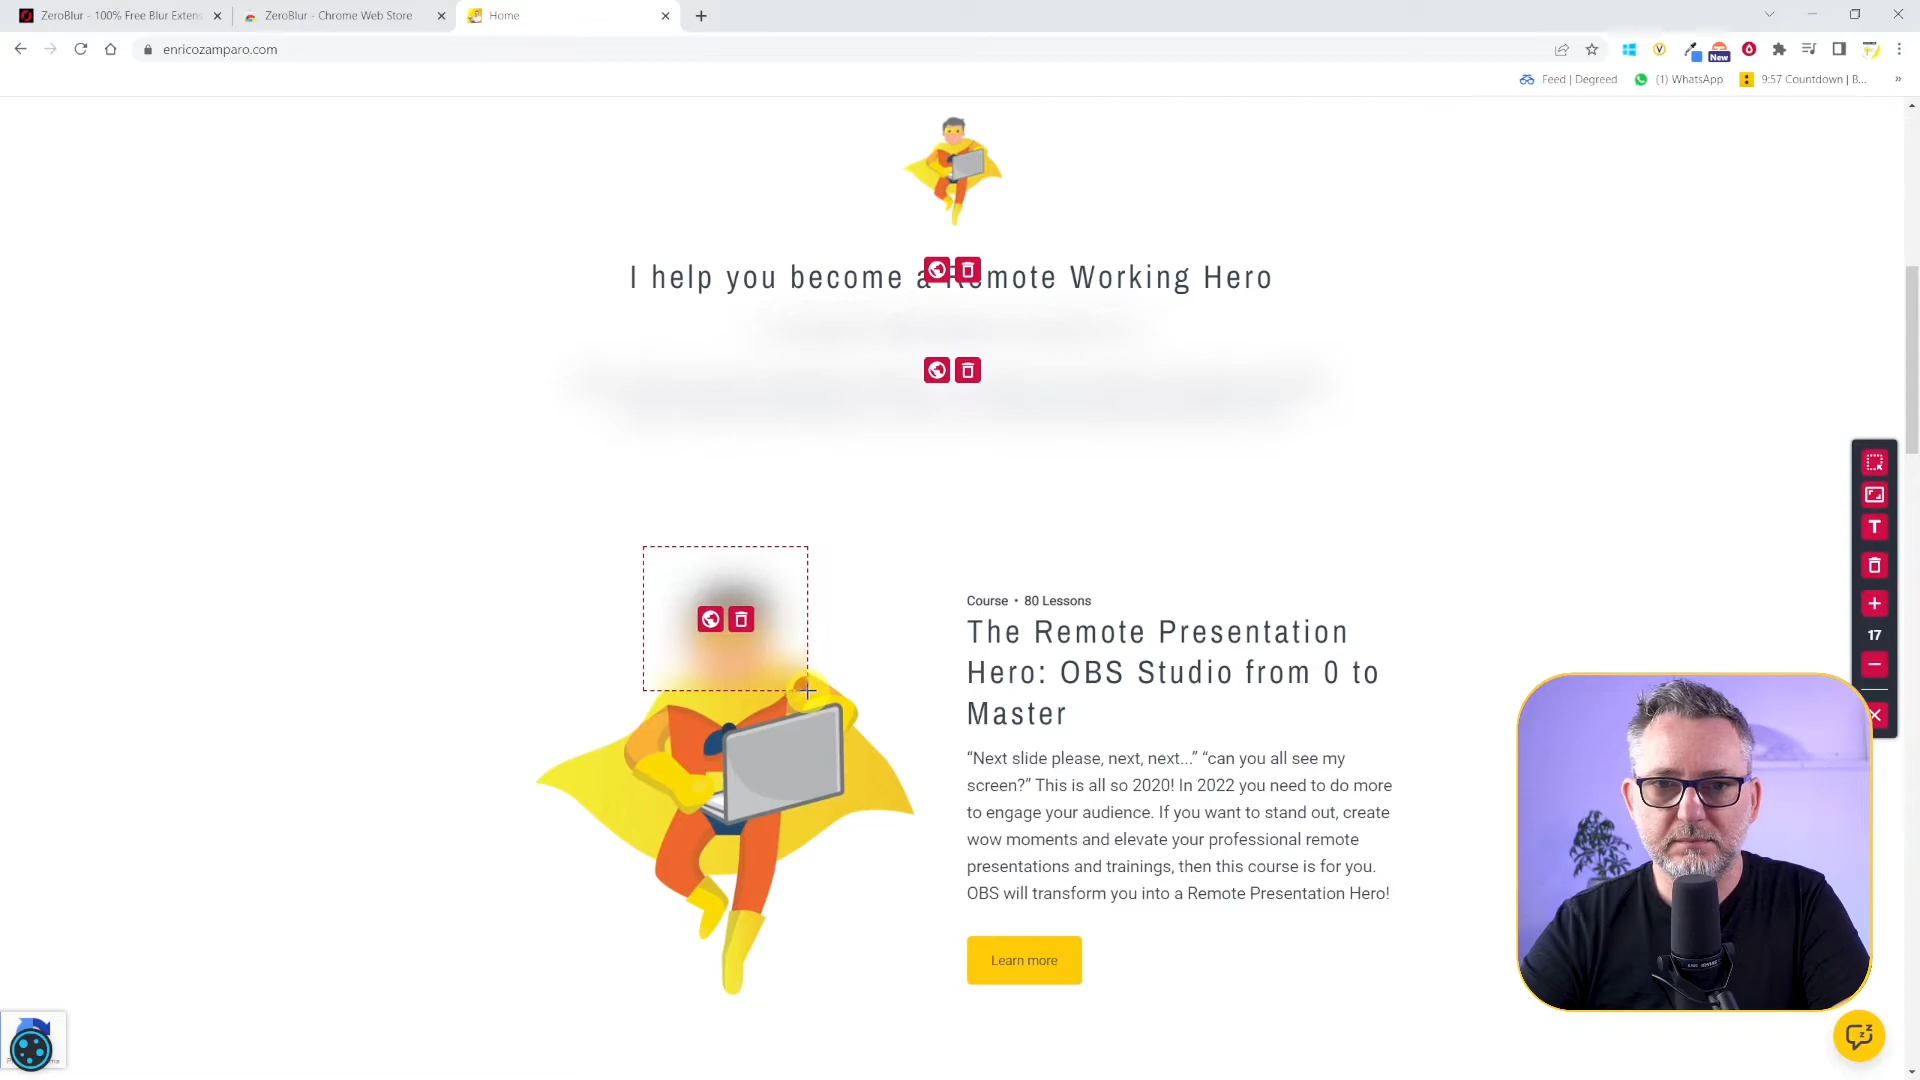 ZeroBlur - 100% Free Blur Extens
ZeroBlur - Chrome Web Store
Home
enricozamparo.com
New
Feed | Degreed
(1) WhatsApp
9:57 Countdown | B...
»
I help you become a Remote Working Hero
T
17
Course • 80 Lessons
The Remote Presentation
Hero: OBS Studio from 0 to
Master
“Next slide please, next, next...” “can you all see my
screen?” This is all so 2020! In 2022 you need to do more
to engage your audience. If you want to stand out, create
wow moments and elevate your professional remote
presentations and trainings, then this course is for you.
OBS will transform you into a Remote Presentation Hero!
Learn more